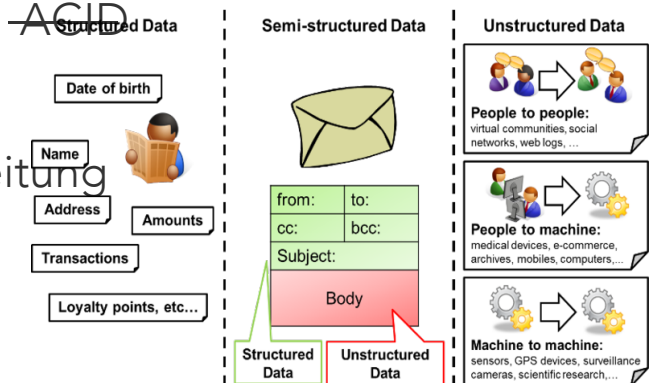 ACID
Structured Data
Date of birth
Name
eitung
Address
Amounts
Transactions
Loyalty points, etc…
Semi-structured Data
from: to:
cc: bcc:
Subject:
Body
Structured
Data
Unstructured
Data
Unstructured Data
People to people:
virtual communities, social
networks, web logs, …
People to machine:
medical devices, e-commerce,
archives, mobiles, computers,…
Machine to machine:
sensors, GPS devices, surveillance
cameras, scientific research,…